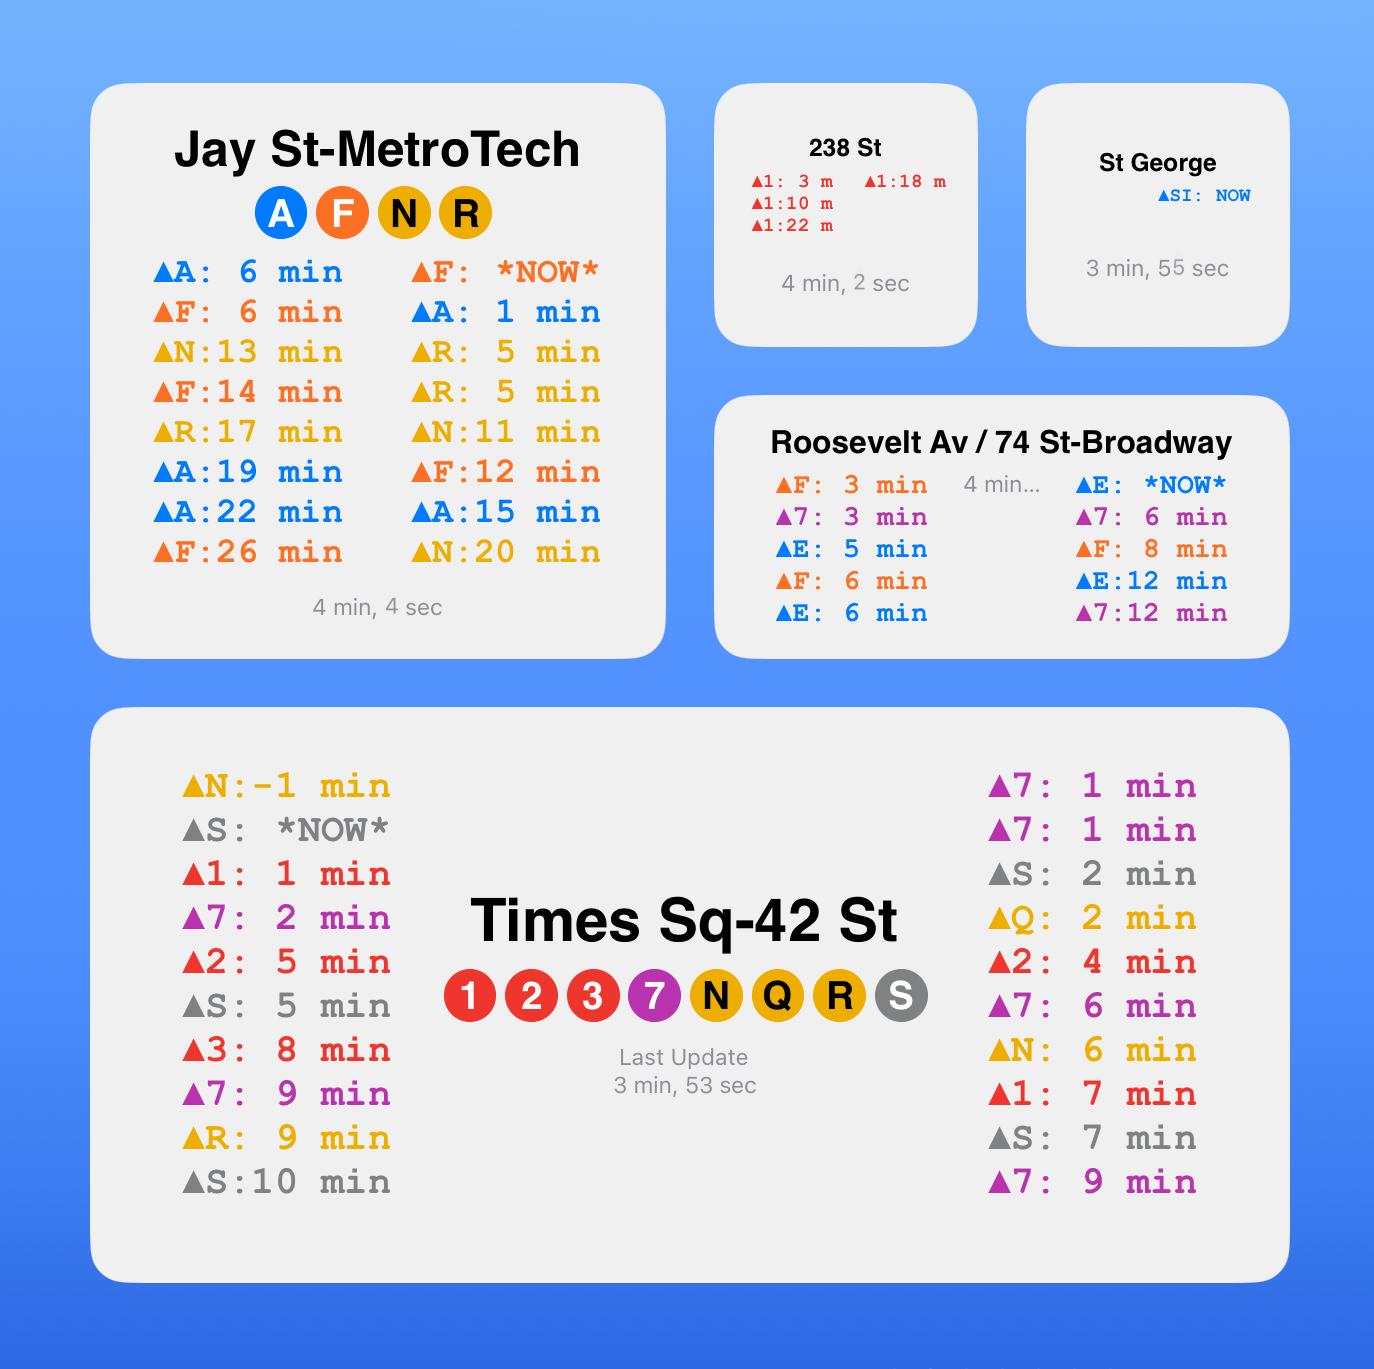 Jay St-MetroTech
A F N R
▲A: 6 min ▲F: *NOW*
▲F: 6 min ▲A: 1 min
▲N:13 min ▲R: 5 min
▲F:14 min ▲R: 5 min
▲R:17 min ▲N:11 min
▲A:19 min ▲F:12 min
▲A:22 min ▲A:15 min
▲F:26 min ▲N:20 min
4 min, 4 sec
238 St
▲1: 3 m ▲1:18 m
▲1:10 m
▲1:22 m
4 min, 2 sec
St George
▲SI: NOW
3 min, 55 sec
Roosevelt Av / 74 St-Broadway
▲F: 3 min 4 min... ▲E: *NOW*
▲7: 3 min ▲7: 6 min
▲E: 5 min ▲F: 8 min
▲F: 6 min ▲E:12 min
▲E: 6 min ▲7:12 min
▲N:-1 min
▲S: *NOW*
▲1: 1 min
▲7: 2 min
▲2: 5 min
▲S: 5 min
▲3: 8 min
▲7: 9 min
▲R: 9 min
▲S:10 min
Times Sq-42 St
1 2 3 7 N Q R S
Last Update
3 min, 53 sec
▲7: 1 min
▲7: 1 min
▲S: 2 min
▲Q: 2 min
▲2: 4 min
▲7: 6 min
▲N: 6 min
▲1: 7 min
▲S: 7 min
▲7: 9 min